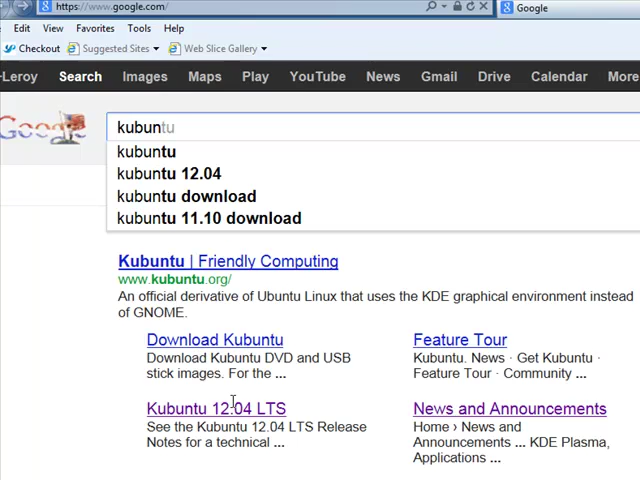 https://www.google.com/
Google
Edit View Favorites Tools Help
Checkout Suggested Sites Web Slice Gallery
-Leroy Search Images Maps Play YouTube News Gmail Drive Calendar More
kubuntu
kubuntu
kubuntu 12.04
kubuntu download
kubuntu 11.10 download
Kubuntu | Friendly Computing
www.kubuntu.org/
An official derivative of Ubuntu Linux that uses the KDE graphical environment instead
of GNOME.
Download Kubuntu
Download Kubuntu DVD and USB
stick images. For the ...
Feature Tour
Kubuntu. News · Get Kubuntu ·
Feature Tour · Community ...
Kubuntu 12.04 LTS
See the Kubuntu 12.04 LTS Release
Notes for a technical ...
News and Announcements
Home › News and
Announcements ... KDE Plasma,
Applications ...